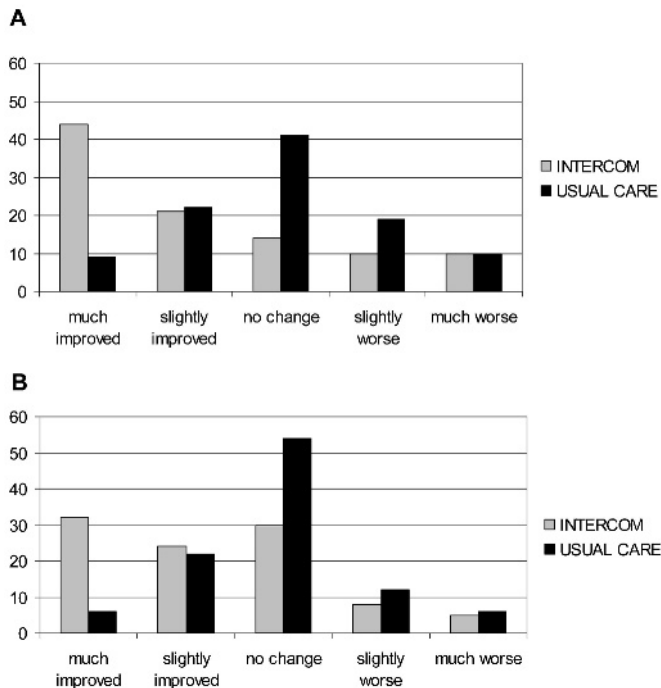 A
60
50
40
30
20
10
0
INTERCOM
USUAL CARE
much improved
slightly improved
no change
slightly worse
much worse
B
60
50
40
30
20
10
0
INTERCOM
USUAL CARE
much improved
slightly improved
no change
slightly worse
much worse